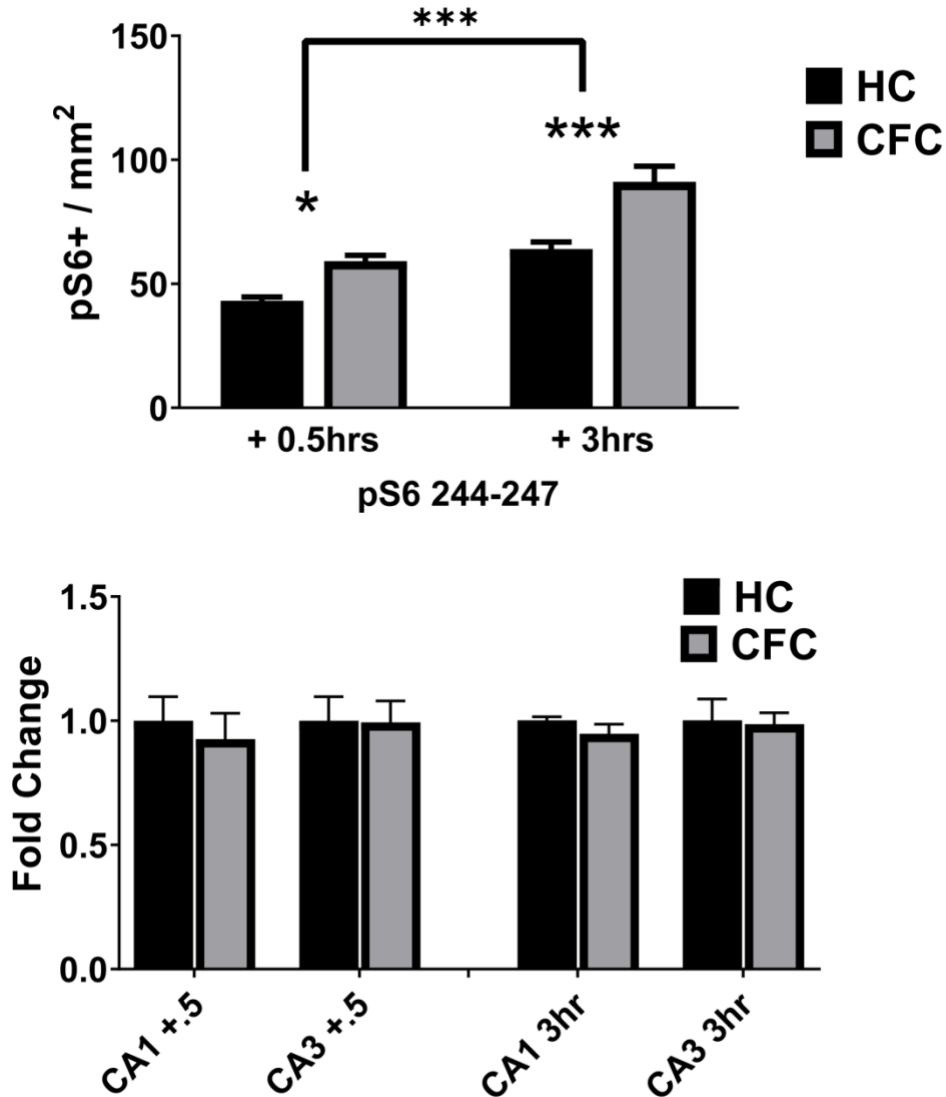 ***
150
100
50
0
pS6+ / mm²
*
***
HC
CFC
+ 0.5hrs
+ 3hrs
pS6 244-247
1.5
1.0
0.5
0.0
Fold Change
HC
CFC
CA1 +.5
CA3 +.5
CA1 3hr
CA3 3hr